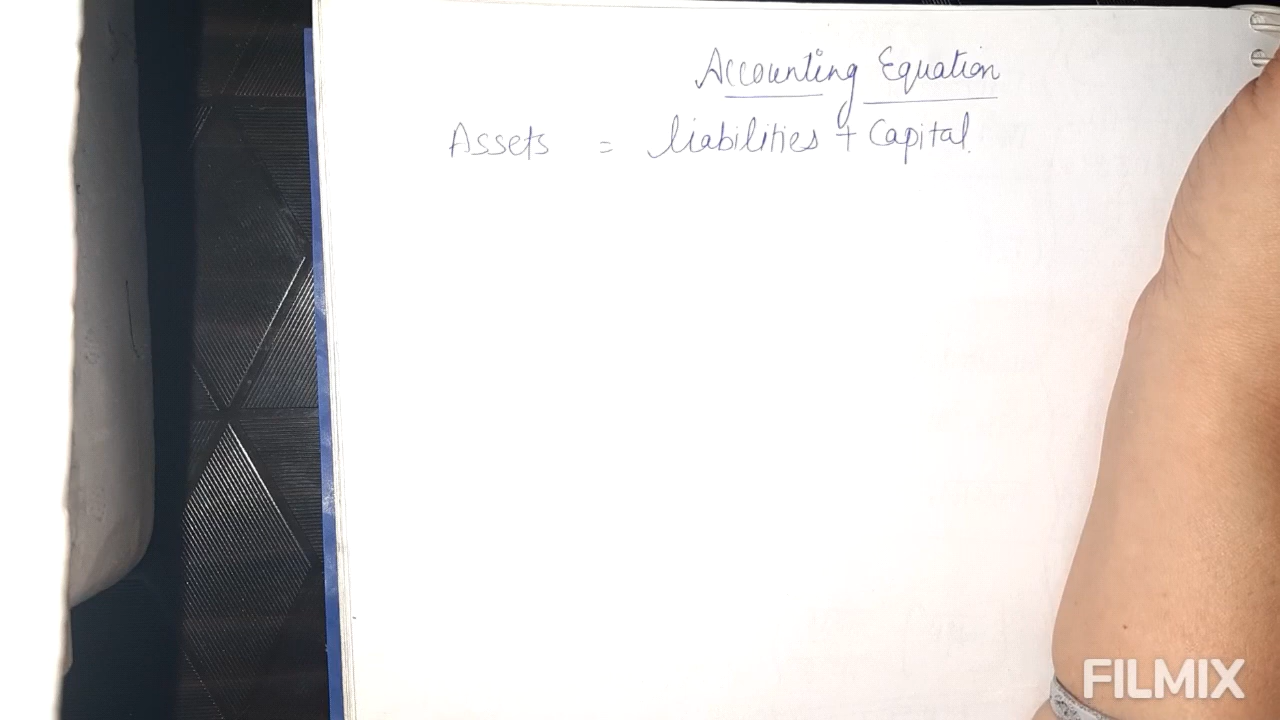 Accounting Equation
Assets = liabilities + Capital.
FILMIX